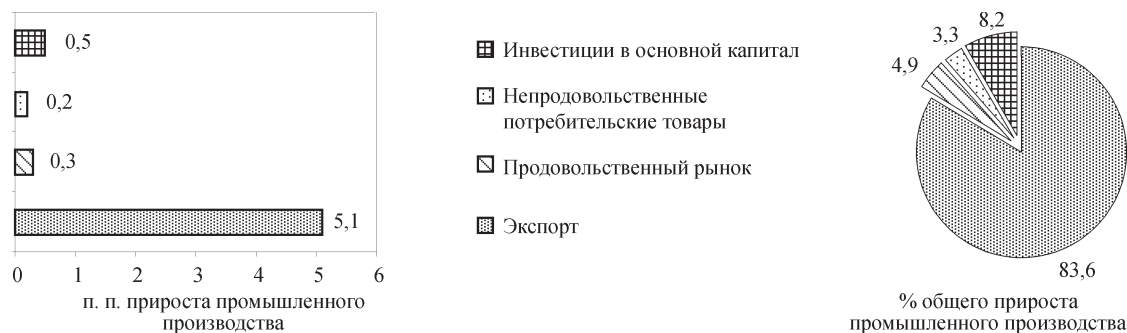 0,5
0,2
0,3
5,1
0 1 2 3 4 5 6
п. п. прироста промышленного
производства
Инвестиции в основной капитал
Непродовольственные
потребительские товары
Продовольственный рынок
Экспорт
8,2
3,3
4,9
83,6
% общего прироста
промышленного производства